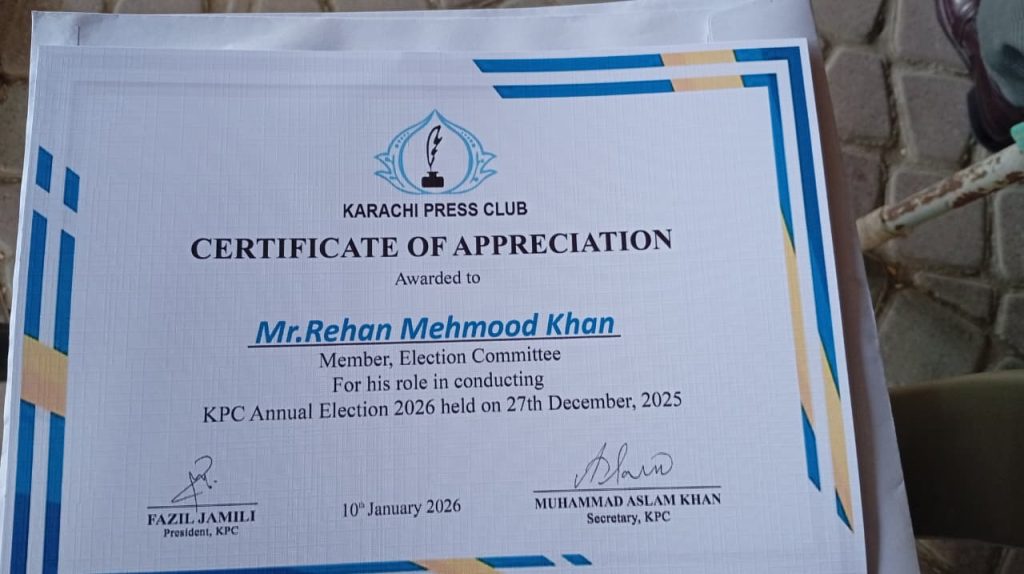 KARACHI PRESS CLUB
CERTIFICATE OF APPRECIATION
Awarded to
Mr.Rehan Mehmood Khan
Member, Election Committee
For his role in conducting
KPC Annual Election 2026 held on 27th December, 2025
FAZIL JAMILI
President, KPC
10th January 2026
Aslam
MUHAMMAD ASLAM KHAN
Secretary, KPC